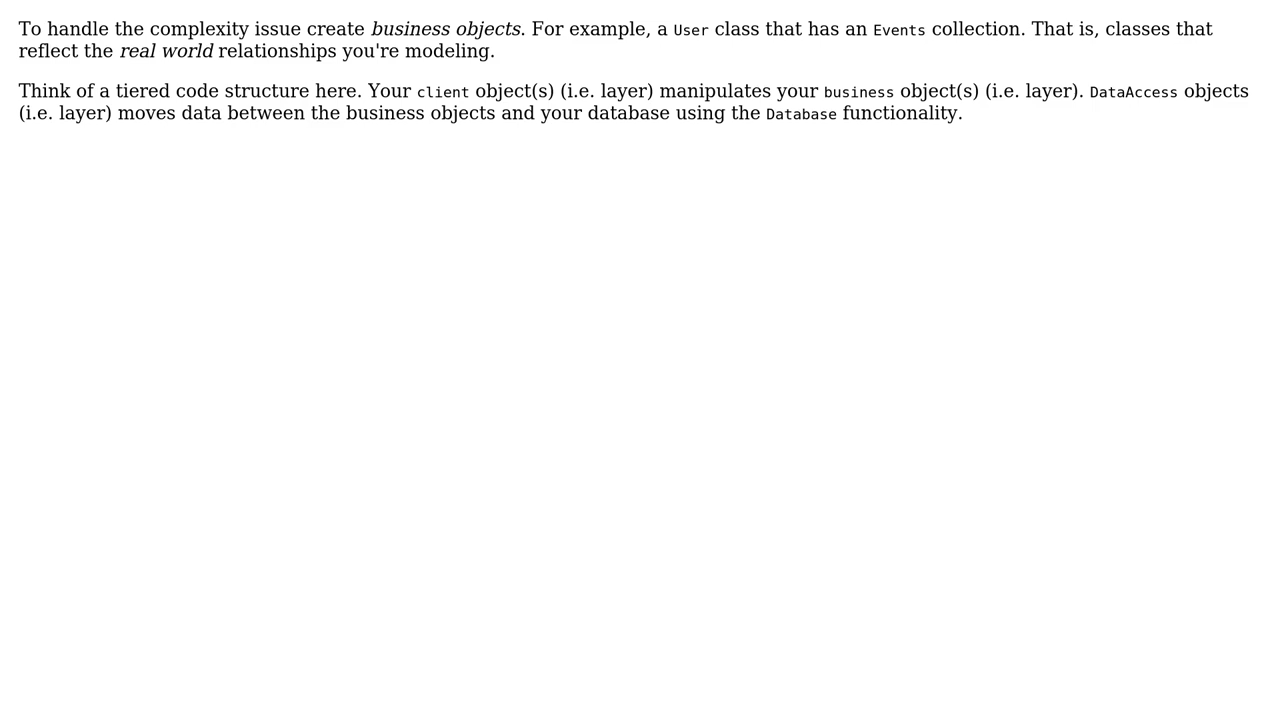 To handle the complexity issue create business objects. For example, a User class that has an Events collection. That is, classes that
reflect the real world relationships you're modeling.
Think of a tiered code structure here. Your client object(s) (i.e. layer) manipulates your business object(s) (i.e. layer). DataAccess objects
(i.e. layer) moves data between the business objects and your database using the Database functionality.